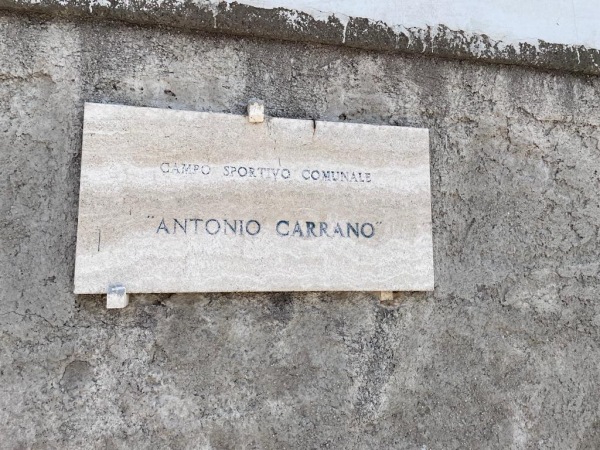 CAMPO SPORTIVO COMUNALE
"ANTONIO CARRANO"